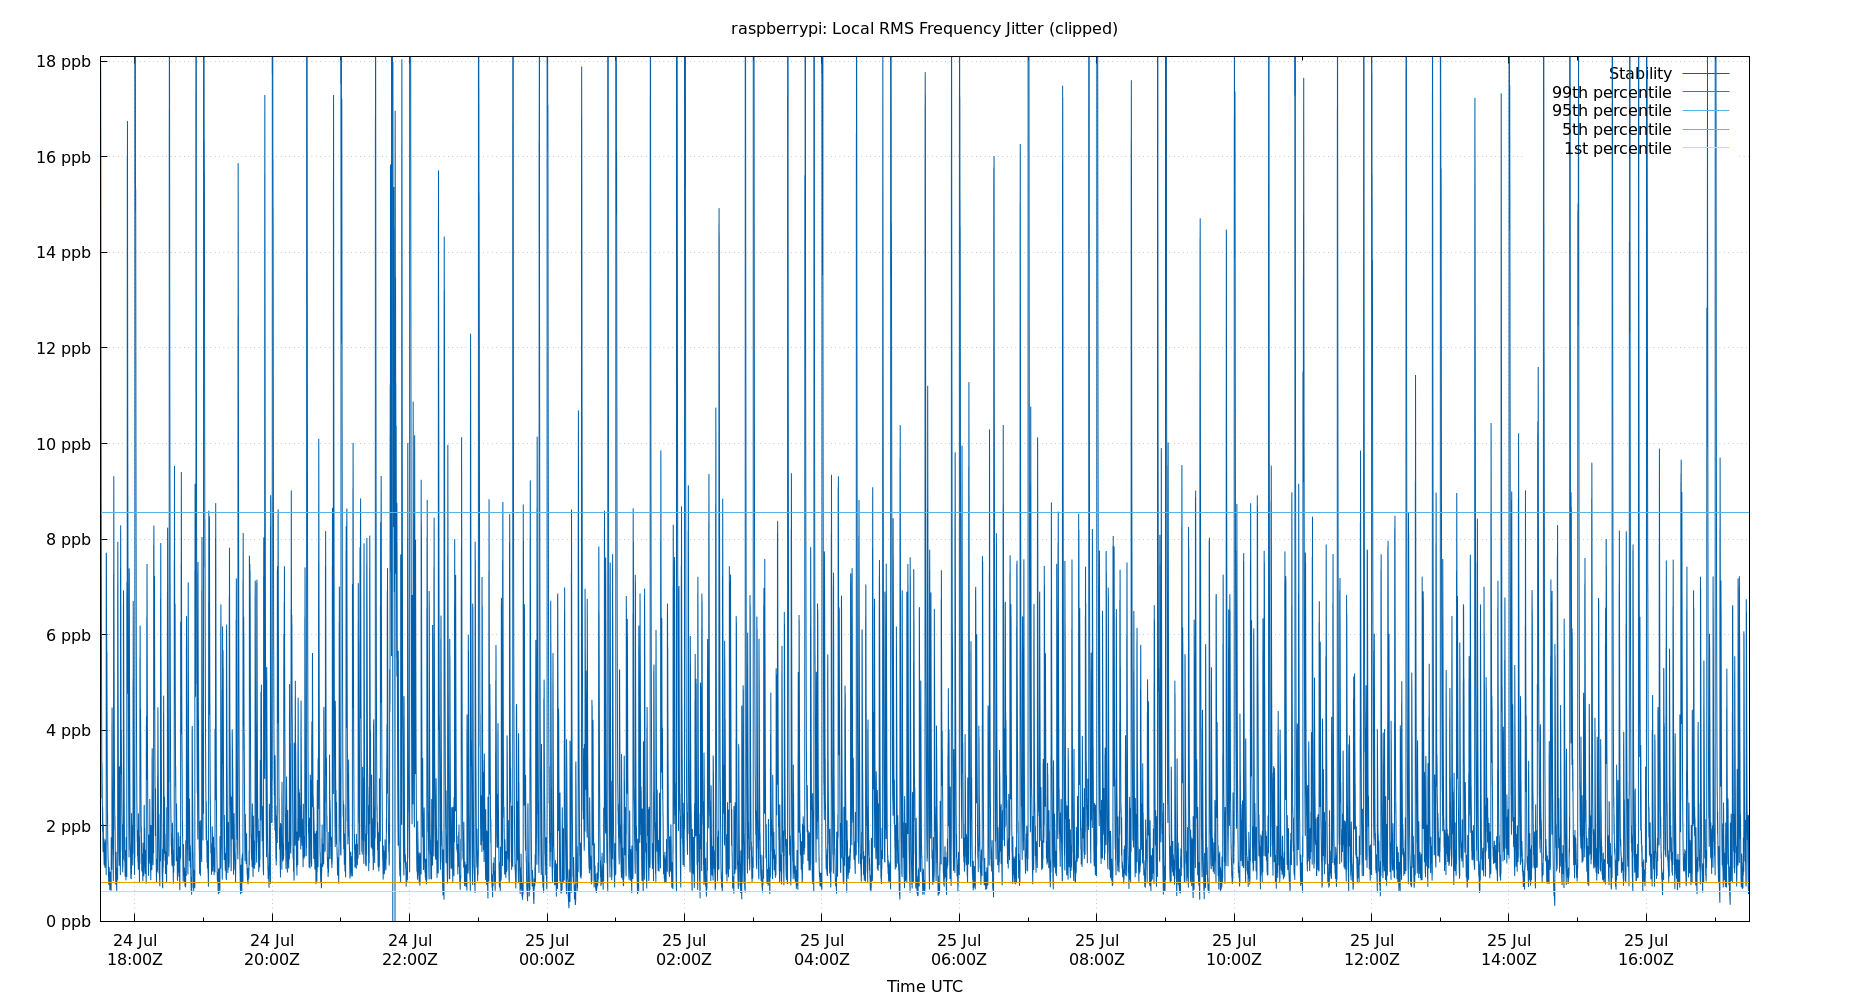 raspberrypi: Local RMS Frequency Jitter (clipped)
18 ppb
16 ppb
14 ppb
12 ppb
10 ppb
8 ppb
6 ppb
4 ppb
2 ppb
0 ppb
Stability
99th percentile
95th percentile
5th percentile
1st percentile
24 Jul 24 Jul 24 Jul 25 Jul 25 Jul 25 Jul 25 Jul 25 Jul 25 Jul 25 Jul 25 Jul 25 Jul
18:00Z 20:00Z 22:00Z 00:00Z 02:00Z 04:00Z 06:00Z 08:00Z 10:00Z 12:00Z 14:00Z 16:00Z
Time UTC